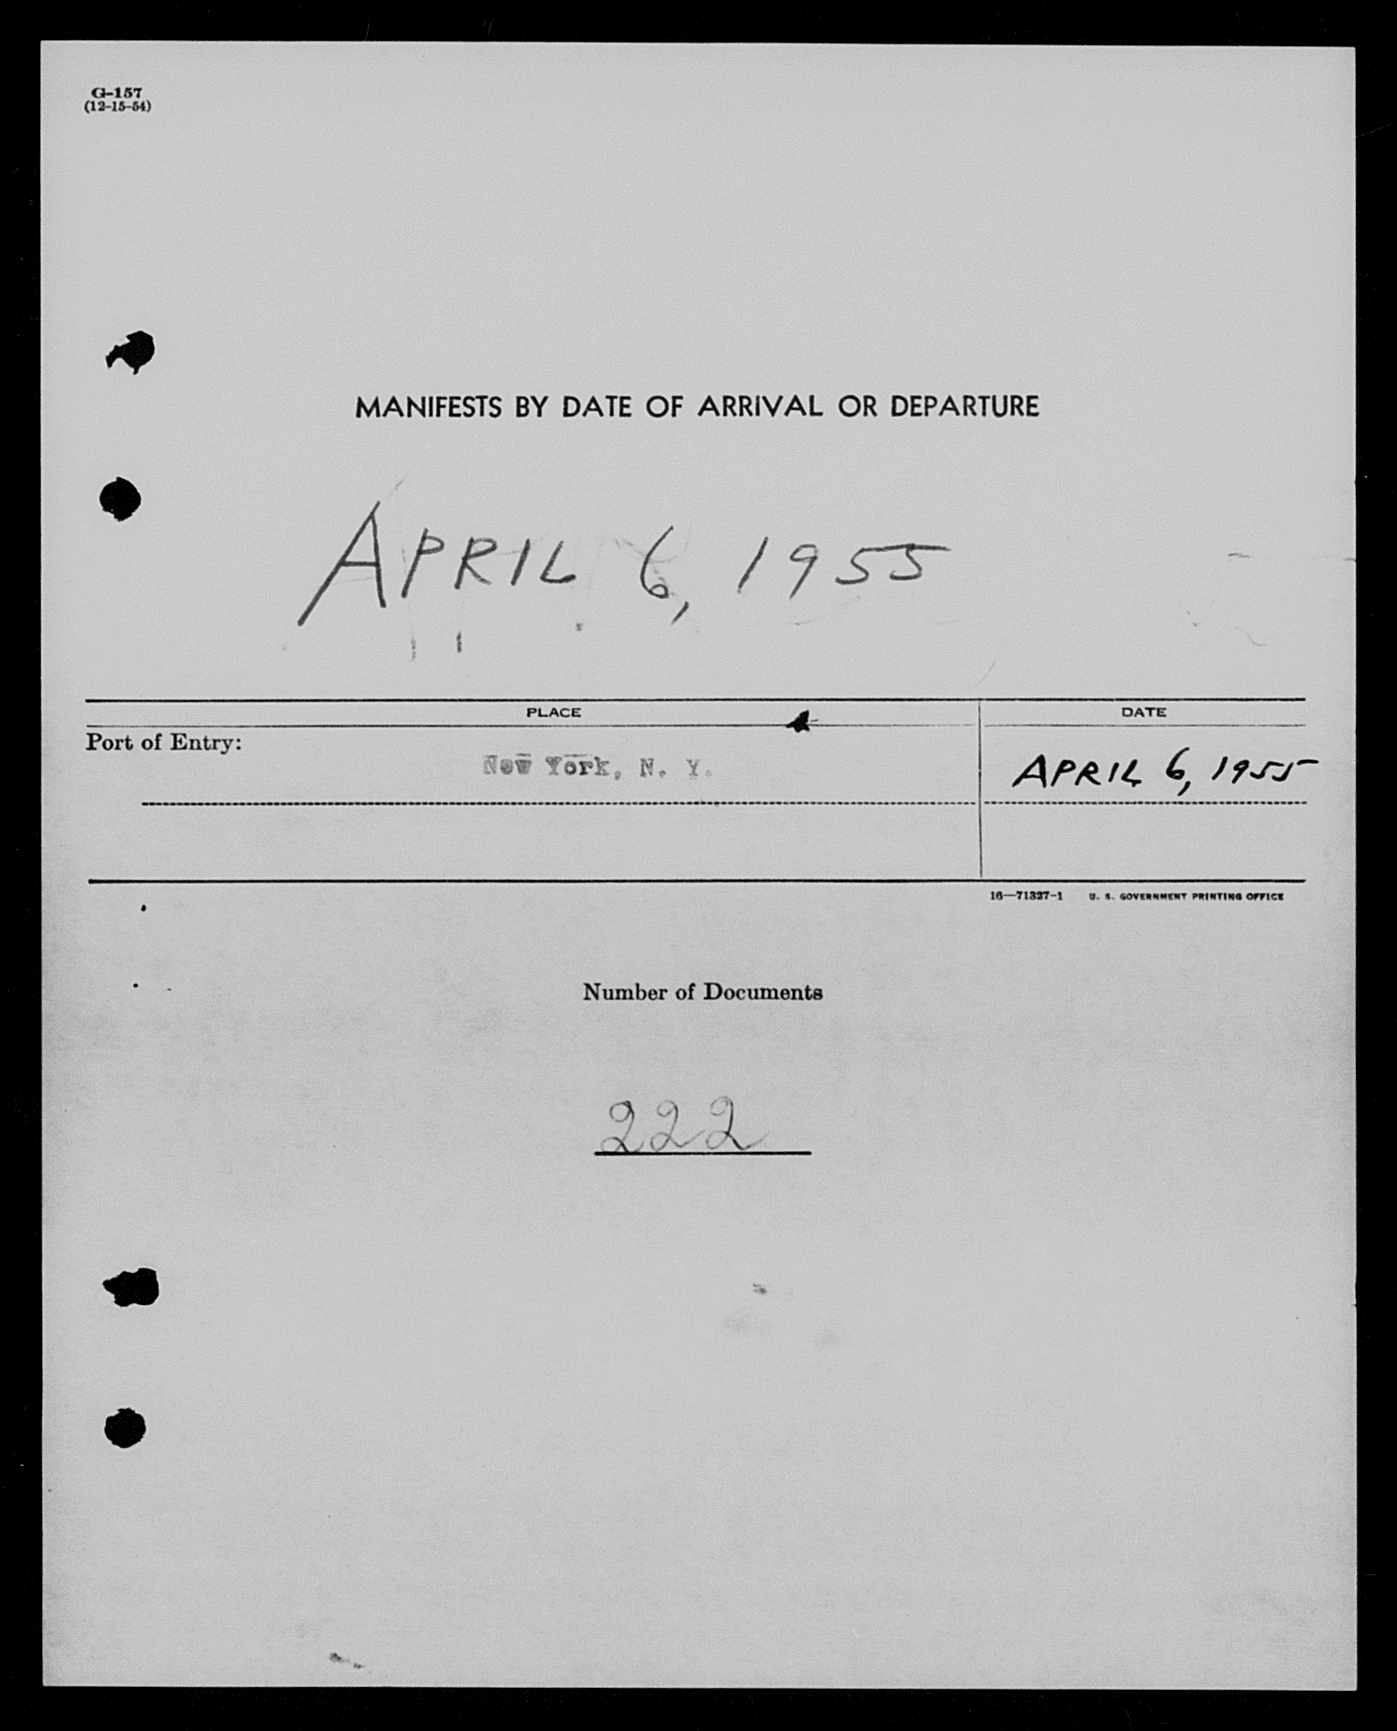 G-157
(12-15-54)
MANIFESTS BY DATE OF ARRIVAL OR DEPARTURE
APRIL 6, 1955
PLACE DATE
Port of Entry: New York, N. Y. APRIL 6, 1955
16—71327-1 U. S. GOVERNMENT PRINTING OFFICE
Number of Documents
222